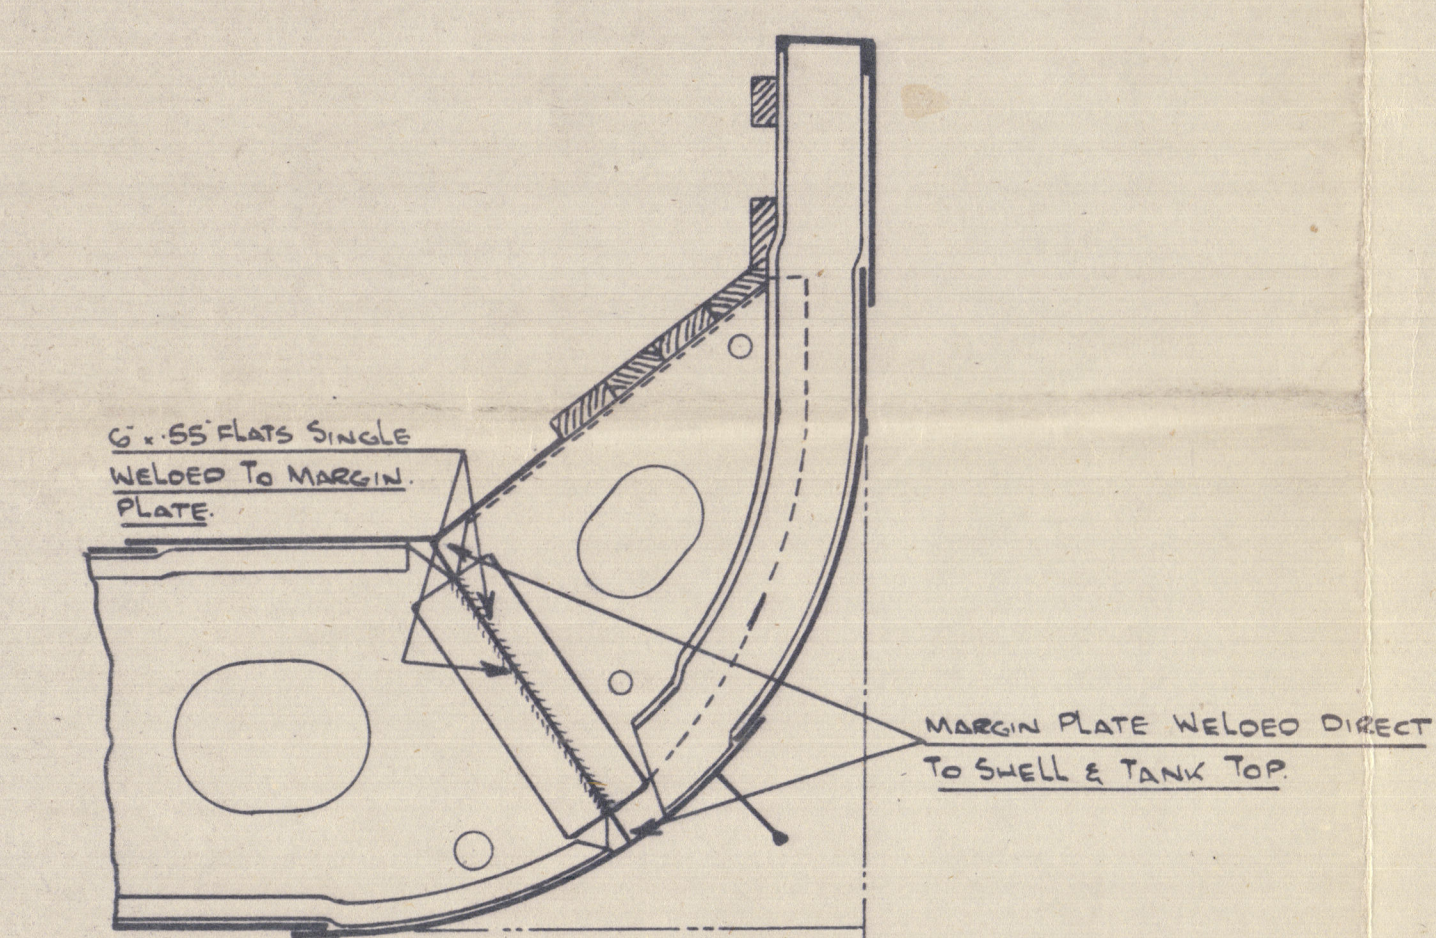 6" x .55" FLATS SINGLE
WELDED TO MARGIN.
PLATE.
MARGIN PLATE WELDED DIRECT
TO SHELL & TANK TOP.